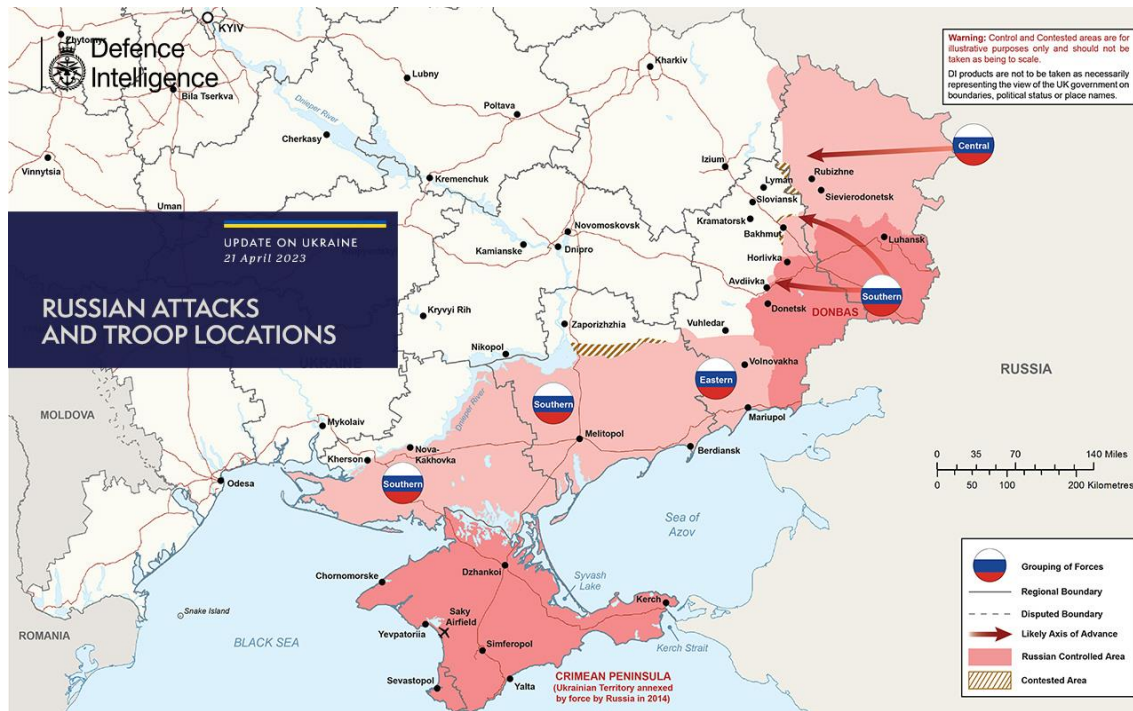 Defence
Intelligence
UPDATE ON UKRAINE
21 April 2023
RUSSIAN ATTACKS
AND TROOP LOCATIONS
Warning: Control and Contested areas are for
illustrative purposes only and should not be
taken as being to scale.
DI products are not to be taken as necessarily
representing the view of the UK government on
boundaries, political status or place names.
KYIV
Zhytomyr
Bila Tserkva
Lubny
Kharkiv
Poltava
Dnieper River
Cherkasy
Vinnytsia
Kremenchuk
Izium
Central
Rubizhne
Lyman
Sievierodonetsk
Sloviansk
Uman
Kramatorsk
Novomoskovsk
Bakhmut
Luhansk
Kamianske
Dnipro
Horlivka
Avdiivka
Southern
Donetsk
DONBAS
Kryvyi Rih
Zaporizhzhia
Vuhledar
Nikopol
UKRAINE
Volnovakha
RUSSIA
Eastern
MOLDOVA
Southern
Dnieper River
Mariupol
Mykolaiv
Melitopol
Nova-
Kakhovka
Berdiansk
Kherson
Odesa
Southern
0 35 70 140 Miles
0 50 100 200 Kilometres
Sea of
Azov
Dzhankoi
Chornomorske
Syvash
Lake
Kerch
Snake Island
Saky
Airfield
Yevpatoriia
ROMANIA
BLACK SEA
Simferopol
Kerch Strait
CRIMEAN PENINSULA
(Ukrainian Territory annexed
by force by Russia in 2014)
Sevastopol
Yalta
Grouping of Forces
Regional Boundary
Disputed Boundary
Likely Axis of Advance
Russian Controlled Area
Contested Area